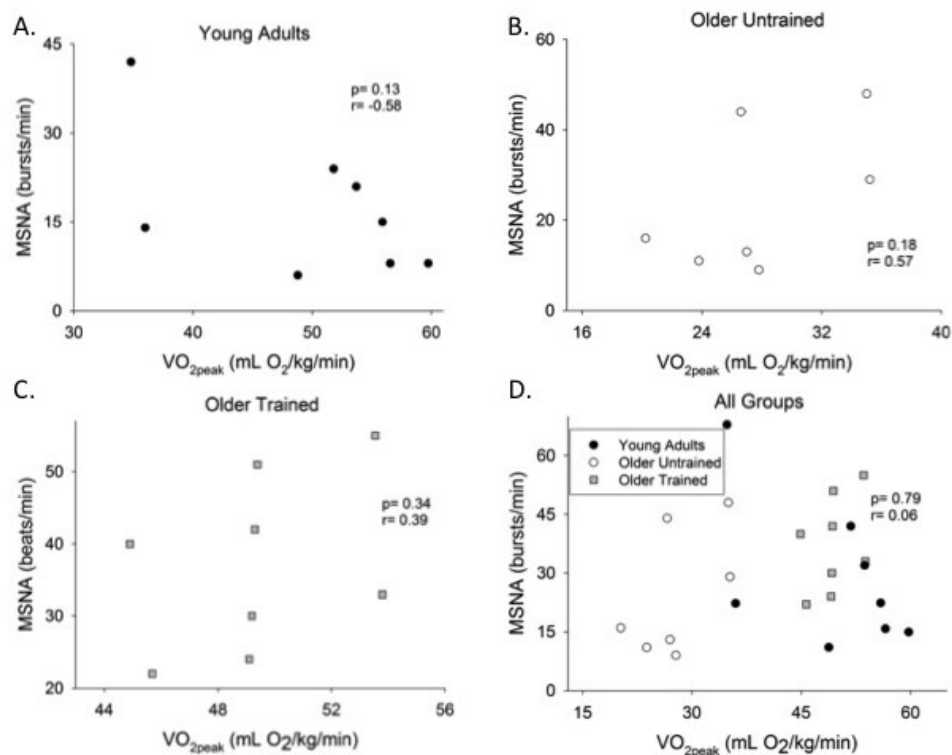 A.
Young Adults
45
30
15
0
MSNA (bursts/min)
p= 0.13
r= -0.58
30 40 50 60
VO2peak (mL O2/kg/min)
B.
Older Untrained
60
40
20
0
MSNA (bursts/min)
p= 0.18
r= 0.57
16 24 32 40
VO2peak (mL O2/kg/min)
C.
Older Trained
50
40
30
20
MSNA (beats/min)
p= 0.34
r= 0.39
44 48 52 56
VO2peak (mL O2/kg/min)
D.
All Groups
60
45
30
15
0
MSNA (bursts/min)
Young Adults
Older Untrained
Older Trained
p= 0.79
r= 0.06
15 30 45 60
VO2peak (mL O2/kg/min)